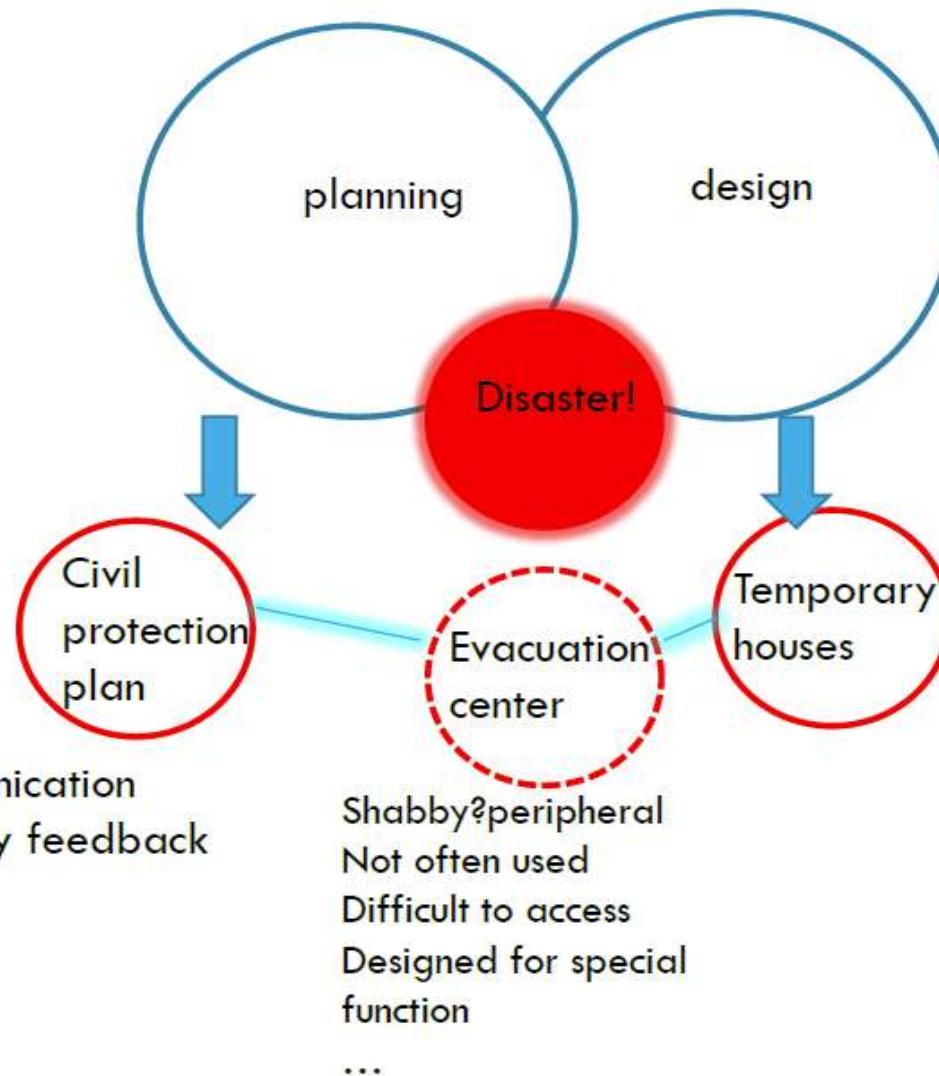 planning
design
Disaster!
Civil
protection
plan
Evacuation
center
Temporary
houses
feedback
Shabby?peripheral
Not often used
Difficult to access
Designed for special
function
...